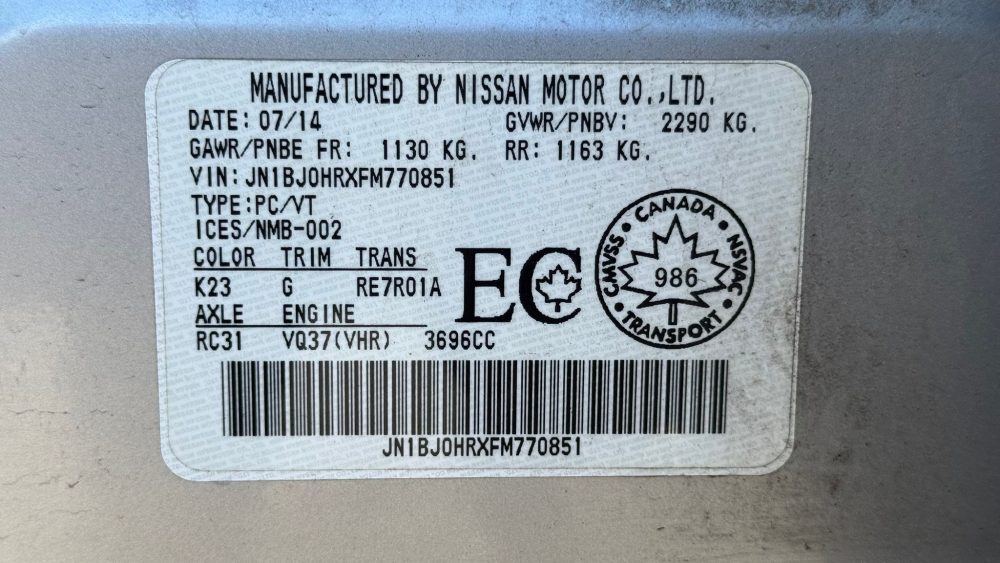 MANUFACTURED BY NISSAN MOTOR CO.,LTD.
DATE: 07/14 GVWR/PNBV: 2290 KG.
GAWR/PNBE FR: 1130 KG. RR: 1163 KG.
VIN: JN1BJ0HRXFM770851
TYPE:PC/VT
ICES/NMB-002
COLOR TRIM TRANS
K23 G RE7R01A
AXLE ENGINE
RC31 VQ37(VHR) 3696CC
EC
CANADA
CMVSS
NSVAC
986
TRANSPORT
JN1BJ0HRXFM770851